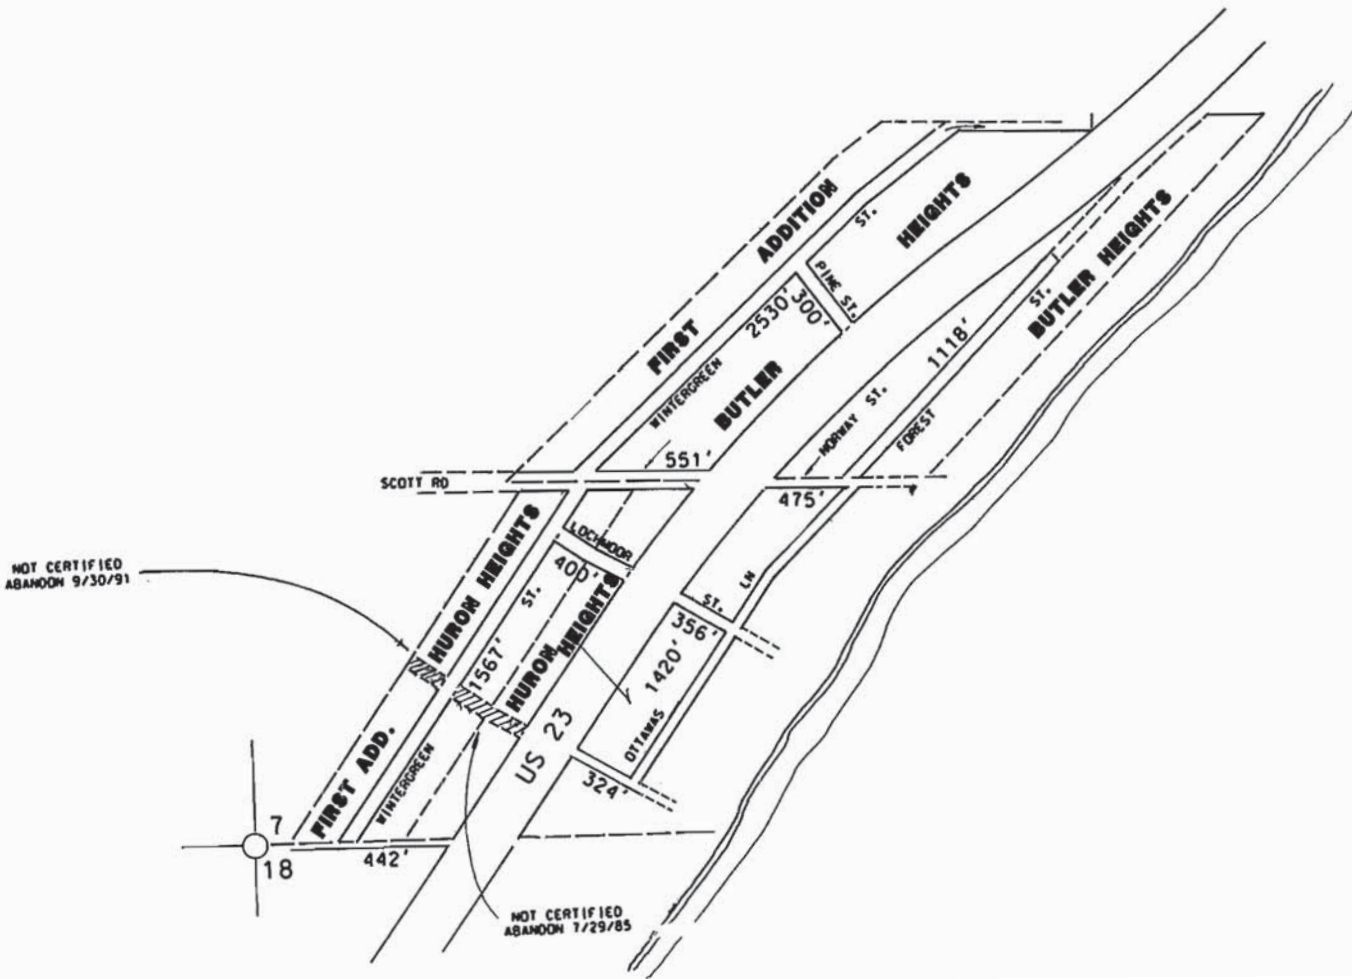 FIRST ADDITION
ST.
HEIGHTS
PINE ST.
300'
2530'
WINTERGREEN
BUTLER
551'
BUTLER HEIGHTS
ST.
1118'
NORWAY ST.
FOREST
SCOTT RD
475'
LOCHMOOR
400'
HURON HEIGHTS
NOT CERTIFIED
ABANDON 9/30/91
ST.
1567'
HURON HEIGHTS
LN
ST.
356'
1420'
OTTAWAS
US 23
324'
FIRST ADD.
WINTERGREEN
7
18
442'
NOT CERTIFIED
ABANDON 7/29/85